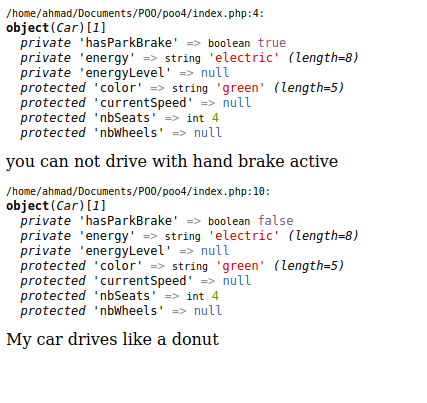 /home/ahmad/Documents/POO/poo4/index.php:4:
object(Car)[1]
  private 'hasParkBrake' => boolean true
  private 'energy' => string 'electric' (length=8)
  private 'energyLevel' => null
  protected 'color' => string 'green' (length=5)
  protected 'currentSpeed' => null
  protected 'nbSeats' => int 4
  protected 'nbWheels' => null
you can not drive with hand brake active
/home/ahmad/Documents/POO/poo4/index.php:10:
object(Car)[1]
  private 'hasParkBrake' => boolean false
  private 'energy' => string 'electric' (length=8)
  private 'energyLevel' => null
  protected 'color' => string 'green' (length=5)
  protected 'currentSpeed' => null
  protected 'nbSeats' => int 4
  protected 'nbWheels' => null
My car drives like a donut